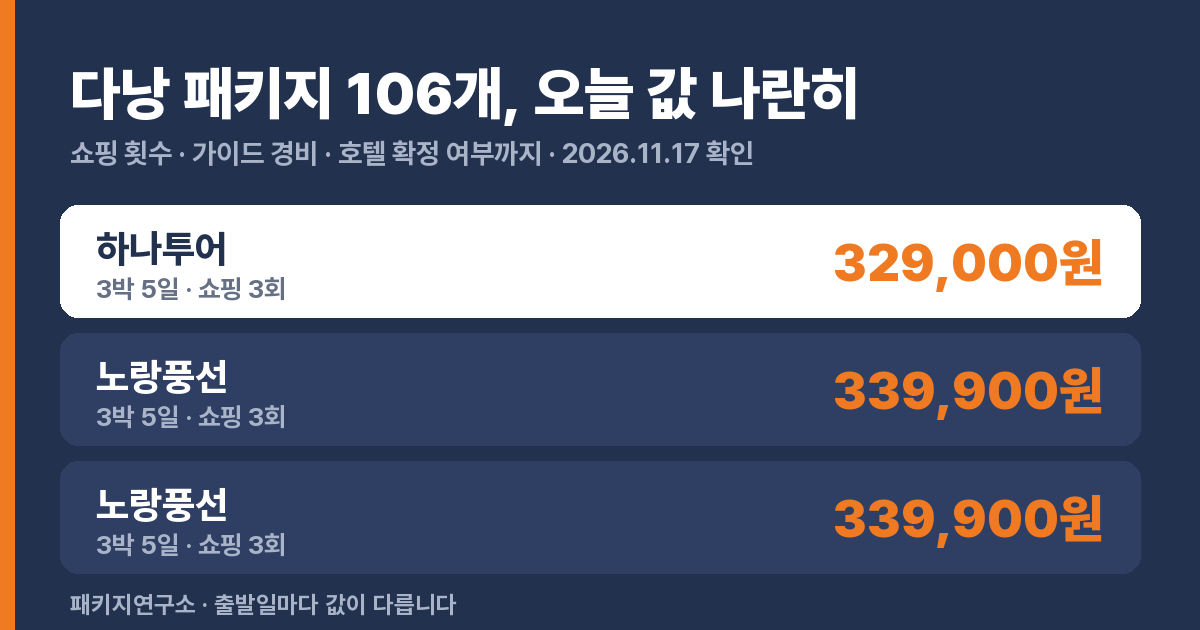 다낭 패키지 106개, 오늘 값 나란히
쇼핑 횟수 · 가이드 경비 · 호텔 확정 여부까지 · 2026.11.17 확인
하나투어
329,000원
3박 5일 · 쇼핑 3회
노랑풍선
339,900원
3박 5일 · 쇼핑 3회
노랑풍선
339,900원
3박 5일 · 쇼핑 3회
패키지연구소 · 출발일마다 값이 다릅니다